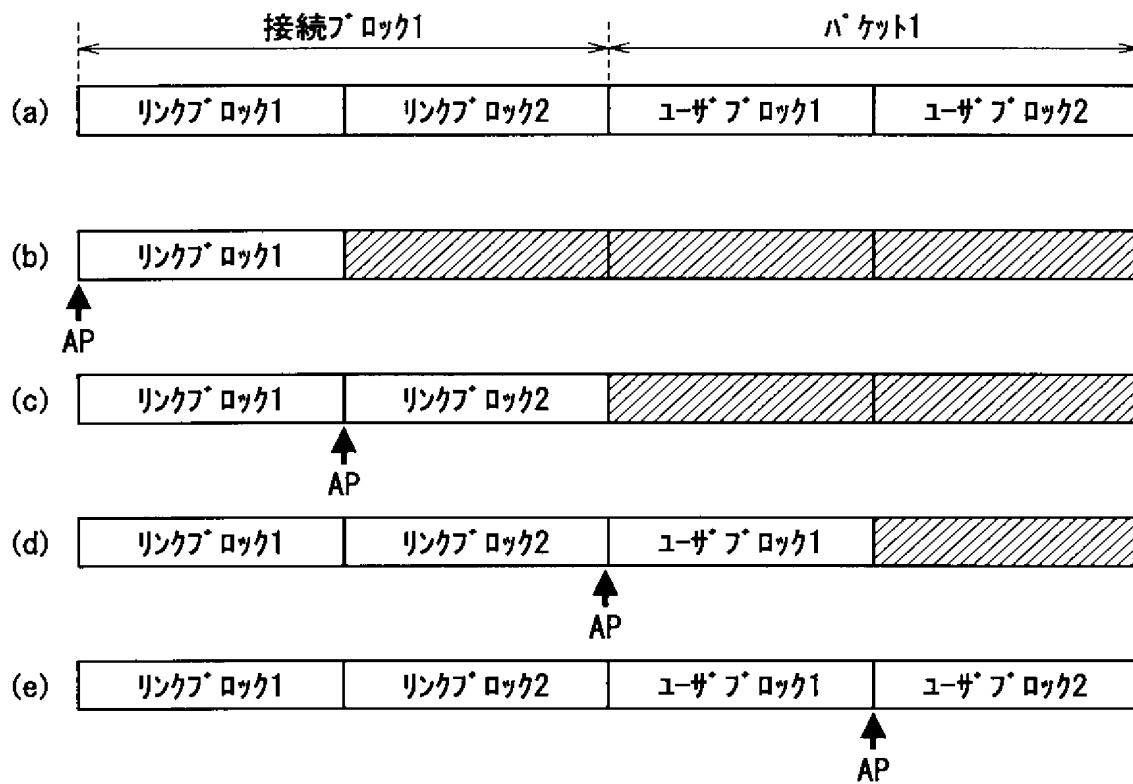 接続ブロック1 パケット1
(a) リンクブロック1 リンクブロック2 ユーザブロック1 ユーザブロック2
(b) リンクブロック1
AP
(c) リンクブロック1 リンクブロック2
AP
(d) リンクブロック1 リンクブロック2 ユーザブロック1
AP
(e) リンクブロック1 リンクブロック2 ユーザブロック1 ユーザブロック2
AP